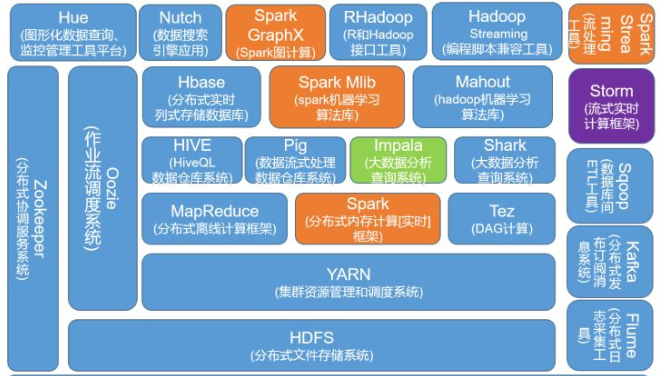 Hue
(图形化数据查询、
监控管理工具平台)
Nutch
(数据搜索
引擎应用)
Spark
GraphX
(Spark图计算)
RHadoop
(R和Hadoop
接口工具)
Hadoop
Streaming
(编程脚本兼容工具)
Spark
Strea
ming
(流处理
工具)
Zookeeper
(分布式协调服务系统)
Oozie
(作业流调度系统)
Hbase
(分布式实时
列式存储数据库)
Spark Mlib
(spark机器学习
算法库)
Mahout
(hadoop机器学习
算法库)
Storm
(流式实时
计算框架)
HIVE
(HiveQL
数据仓库系统)
Pig
(数据流式处理
数据仓库系统)
Impala
(大数据分析
查询系统)
Shark
(大数据分析
查询系统)
Sqoop
(数据库间
ETL工具)
MapReduce
(分布式离线计算框架)
Spark
(分布式内存计算[实时]
框架)
Tez
(DAG计算)
Kafka
(分布式发
布订阅消
息系统)
YARN
(集群资源管理和调度系统)
Flume
(分布式日
志采集工
具)
HDFS
(分布式文件存储系统)